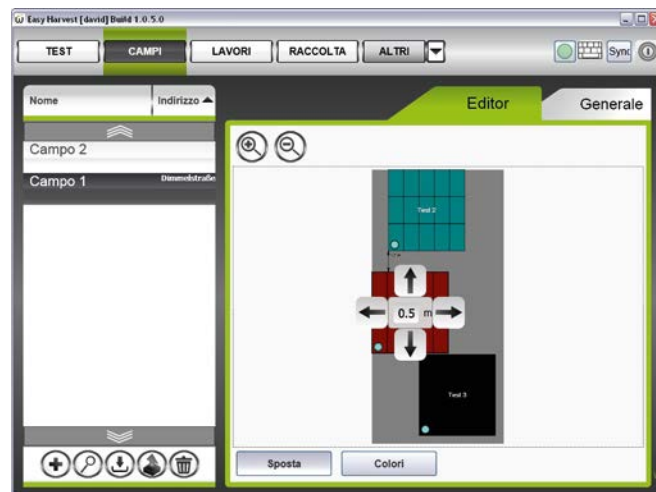 Easy Harvest [david] Build 1.0.5.0
TEST CAMPI LAVORI RACCOLTA ALTRI Sync
Nome Indirizzo
Editor Generale
Campo 2
Campo 1 Dimmelstraße
Test 2
0.5 m
Test 3
Sposta Colori